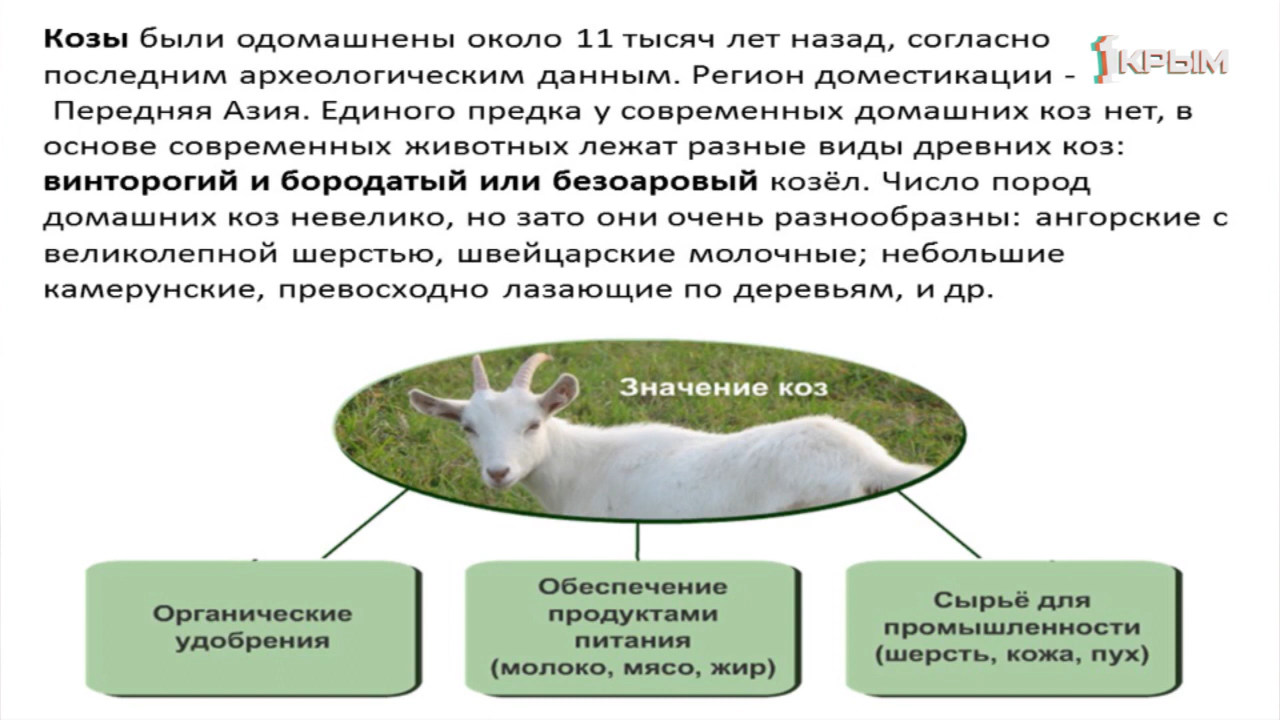 Козы были одомашнены около 11 тысяч лет назад, согласно
последним археологическим данным. Регион доместикации -
Передняя Азия. Единого предка у современных домашних коз нет, в
основе современных животных лежат разные виды древних коз:
винторогий и бородатый или безоаровый козёл. Число пород
домашних коз невелико, но зато они очень разнообразны: ангорские с
великолепной шерстью, швейцарские молочные; небольшие
камерунские, превосходно лазающие по деревьям, и др.
1 КРЫМ
Значение коз
Органические
удобрения
Обеспечение
продуктами
питания
(молоко, мясо, жир)
Сырьё для
промышленности
(шерсть, кожа, пух)